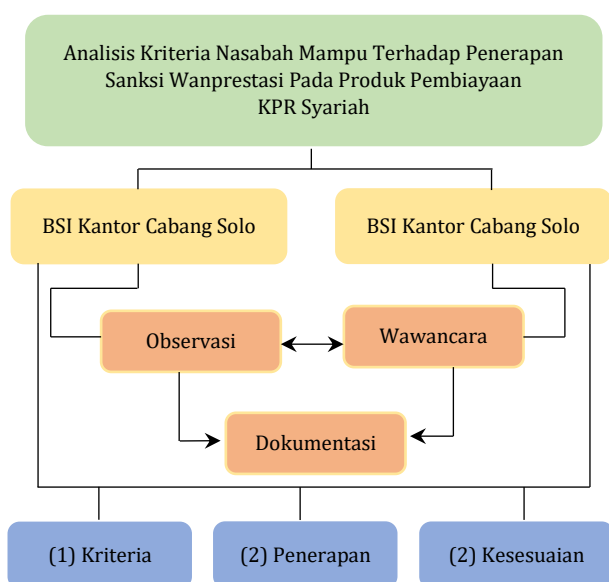 Analisis Kriteria Nasabah Mampu Terhadap Penerapan
Sanksi Wanprestasi Pada Produk Pembiayaan
KPR Syariah
BSI Kantor Cabang Solo
BSI Kantor Cabang Solo
Observasi
Wawancara
Dokumentasi
(1) Kriteria
(2) Penerapan
(2) Kesesuaian